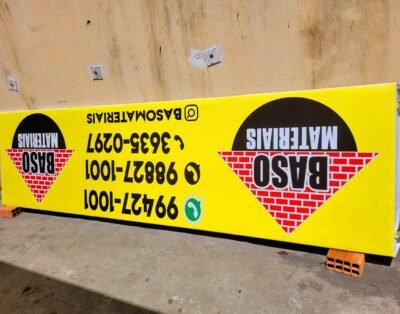 BASO
MATERIAIS
99427-1001
98827-1001
3635-0297
@BASOMATERIAIS
BASO
MATERIAIS